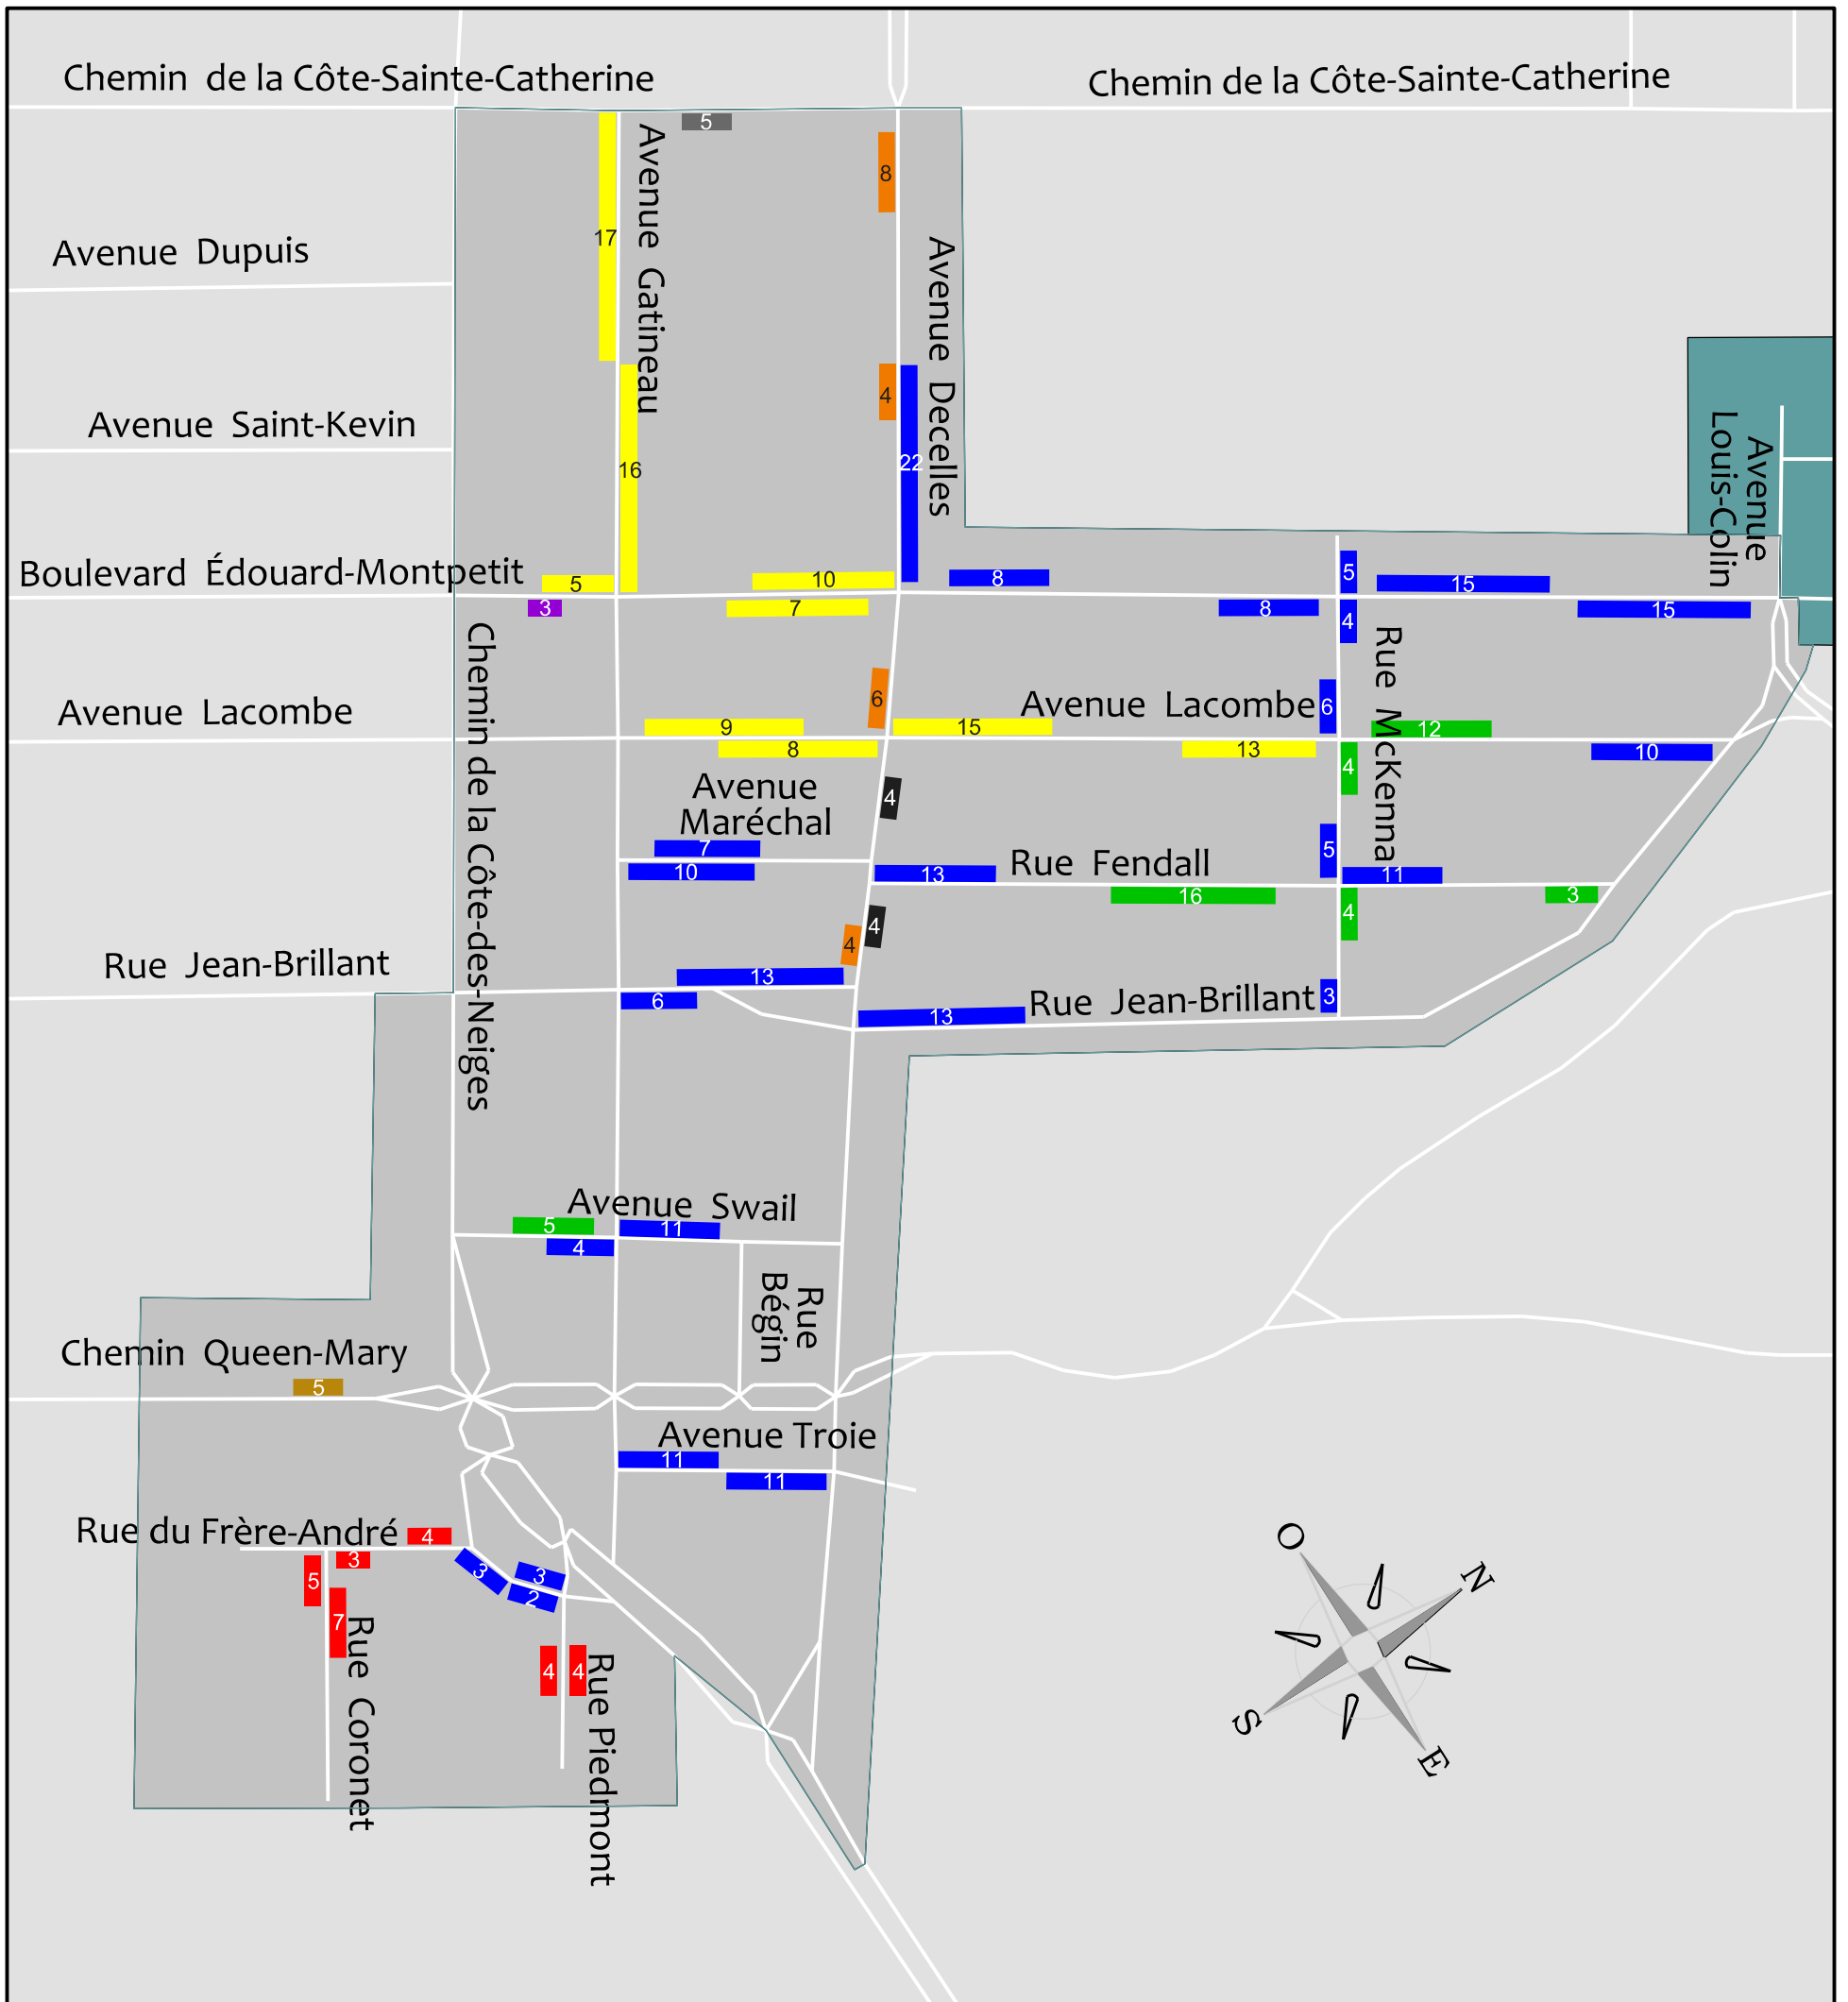 Chemin de la Côte-Sainte-Catherine
Chemin de la Côte-Sainte-Catherine
5
Avenue Gatineau
8
17
Avenue Dupuis
Avenue Decelles
4
Avenue Saint-Kevin
16
22
Avenue
Louis-Colin
Boulevard Édouard-Montpetit
5
10
8
5
15
3
7
8
4
15
Chemin de la Côte-des-Neiges
Rue McKenna
Avenue Lacombe
6
Avenue Lacombe
6
9
15
12
8
13
4
10
Avenue
Maréchal
4
7
Rue Fendall
5
10
13
11
16
4
3
4
4
Rue Jean-Brillant
13
6
Rue Jean-Brillant
3
13
Avenue Swail
5
11
4
Rue
Bégin
Chemin Queen-Mary
5
Avenue Troie
11
11
Rue du Frère-André
4
3
5
3
3
2
7
Rue Coronet
4
4
Rue Piedmont
O
N
S
E